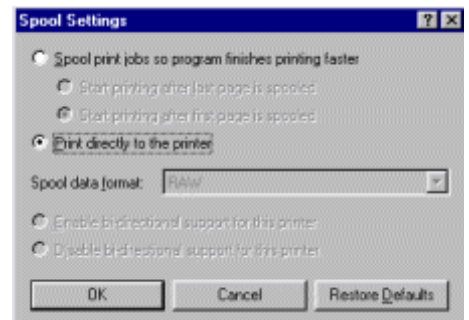 Spool Settings
Spool print jobs so program finishes printing faster
Start printing after last page is spooled
Start printing after first page is spooled
Print directly to the printer
Spool data format: RAW
Enable bi-directional support for this printer
Disable bi-directional support for this printer
OK Cancel Restore Defaults